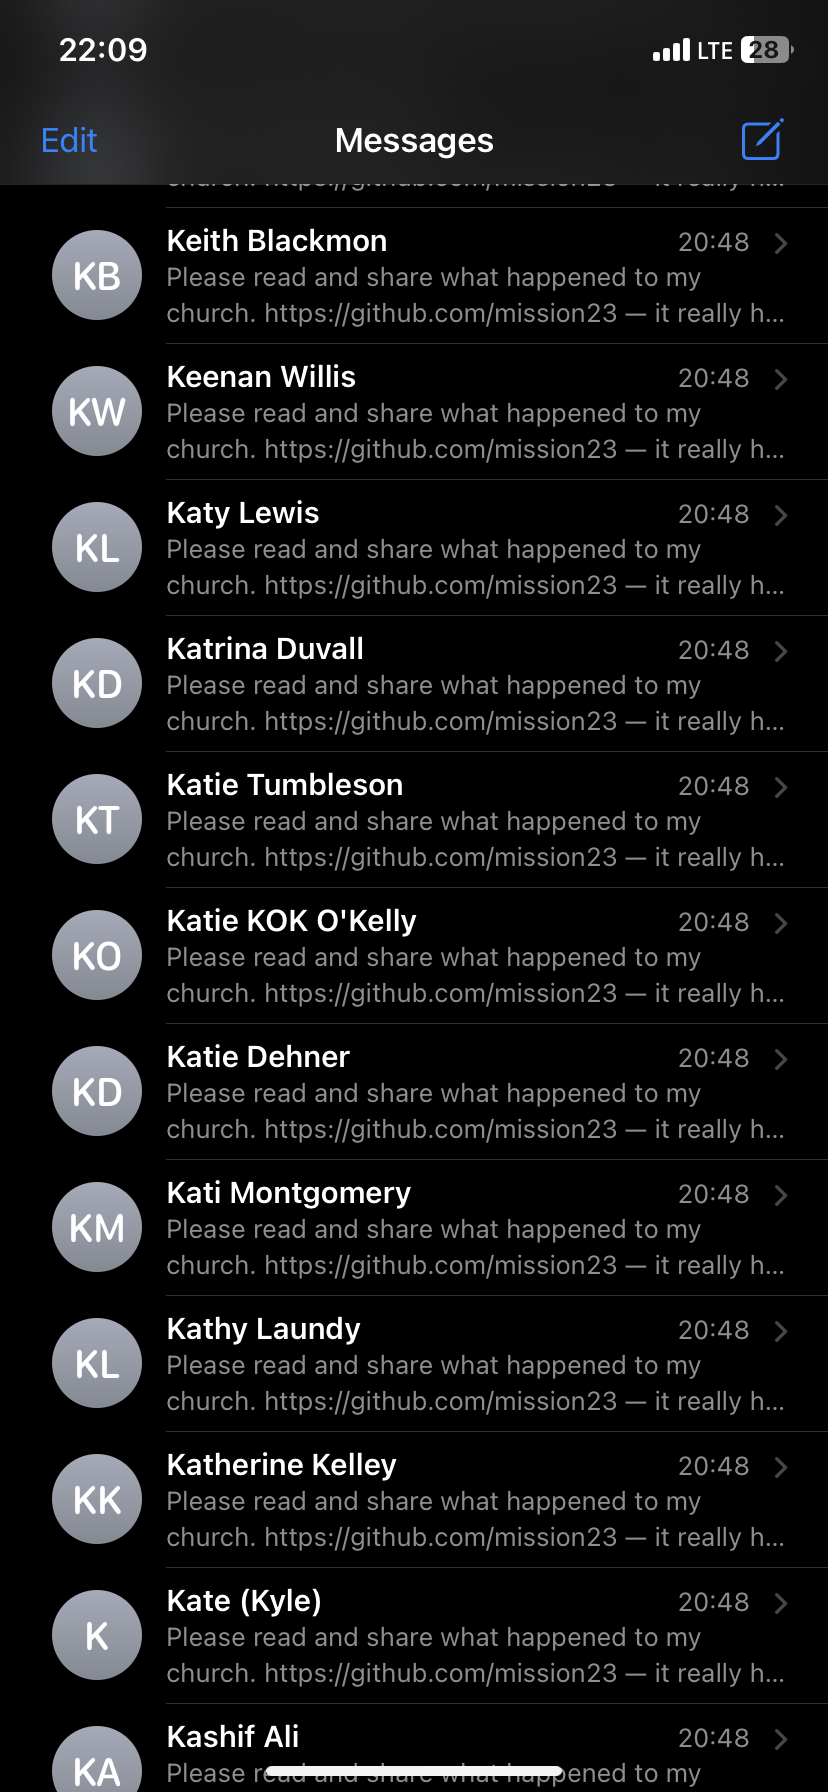 22:09
LTE 28
Edit
Messages
church. https://github.com/mission23 — it really h...
KB
Keith Blackmon 20:48
Please read and share what happened to my
church. https://github.com/mission23 — it really h...
KW
Keenan Willis 20:48
Please read and share what happened to my
church. https://github.com/mission23 — it really h...
KL
Katy Lewis 20:48
Please read and share what happened to my
church. https://github.com/mission23 — it really h...
KD
Katrina Duvall 20:48
Please read and share what happened to my
church. https://github.com/mission23 — it really h...
KT
Katie Tumbleson 20:48
Please read and share what happened to my
church. https://github.com/mission23 — it really h...
KO
Katie KOK O'Kelly 20:48
Please read and share what happened to my
church. https://github.com/mission23 — it really h...
KD
Katie Dehner 20:48
Please read and share what happened to my
church. https://github.com/mission23 — it really h...
KM
Kati Montgomery 20:48
Please read and share what happened to my
church. https://github.com/mission23 — it really h...
KL
Kathy Laundy 20:48
Please read and share what happened to my
church. https://github.com/mission23 — it really h...
KK
Katherine Kelley 20:48
Please read and share what happened to my
church. https://github.com/mission23 — it really h...
K
Kate (Kyle) 20:48
Please read and share what happened to my
church. https://github.com/mission23 — it really h...
KA
Kashif Ali 20:48
Please read and share what happened to my